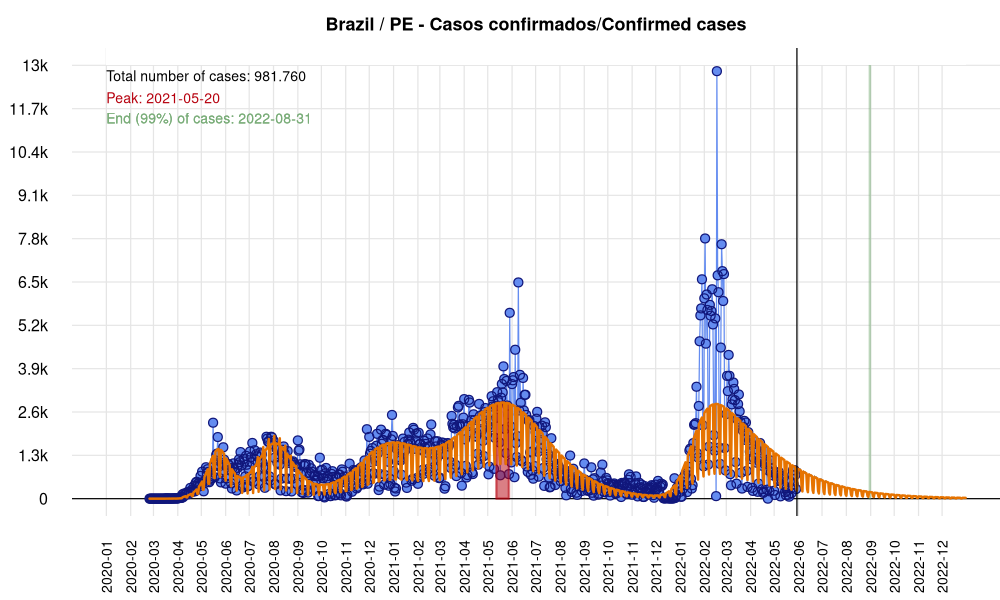 Brazil / PE - Casos confirmados/Confirmed cases
Total number of cases: 981.760
Peak: 2021-05-20
End (99%) of cases: 2022-08-31
13k
11.7k
10.4k
9.1k
7.8k
6.5k
5.2k
3.9k
2.6k
1.3k
0
2020-01
2020-02
2020-03
2020-04
2020-05
2020-06
2020-07
2020-08
2020-09
2020-10
2020-11
2020-12
2021-01
2021-02
2021-03
2021-04
2021-05
2021-06
2021-07
2021-08
2021-09
2021-10
2021-11
2021-12
2022-01
2022-02
2022-03
2022-04
2022-05
2022-06
2022-07
2022-08
2022-09
2022-10
2022-11
2022-12